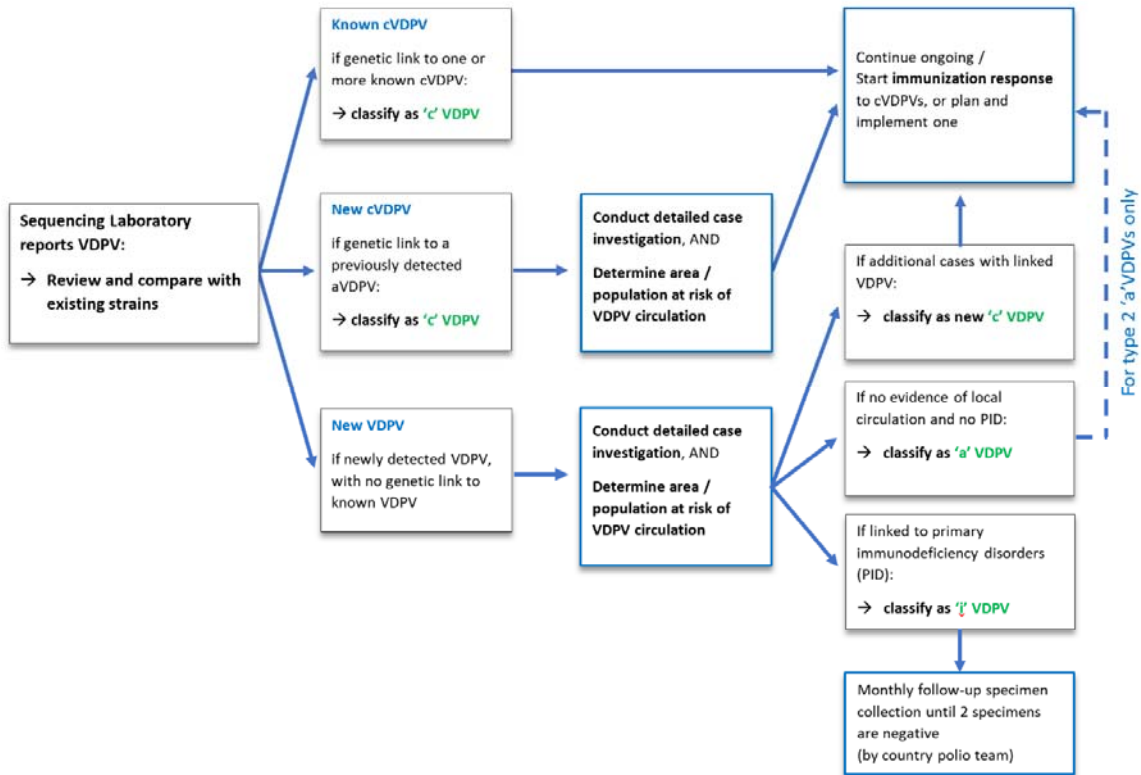 Sequencing Laboratory
reports VDPV:
→ Review and compare with
existing strains
Known cVDPV
if genetic link to one or
more known cVDPV:
→ classify as ‘c’ VDPV
New cVDPV
if genetic link to a
previously detected
aVDPV:
→ classify as ‘c’ VDPV
New VDPV
if newly detected VDPV,
with no genetic link to
known VDPV
Conduct detailed case
investigation, AND
Determine area /
population at risk of
VDPV circulation
Conduct detailed case
investigation, AND
Determine area /
population at risk of
VDPV circulation
Continue ongoing /
Start immunization response
to cVDPVs, or plan and
implement one
If additional cases with linked
VDPV:
→ classify as new ‘c’ VDPV
If no evidence of local
circulation and no PID:
→ classify as ‘a’ VDPV
If linked to primary
immunodeficiency disorders
(PID):
→ classify as ‘i’ VDPV
Monthly follow-up specimen
collection until 2 specimens
are negative
(by country polio team)
For type 2 ‘a’VDPVs only